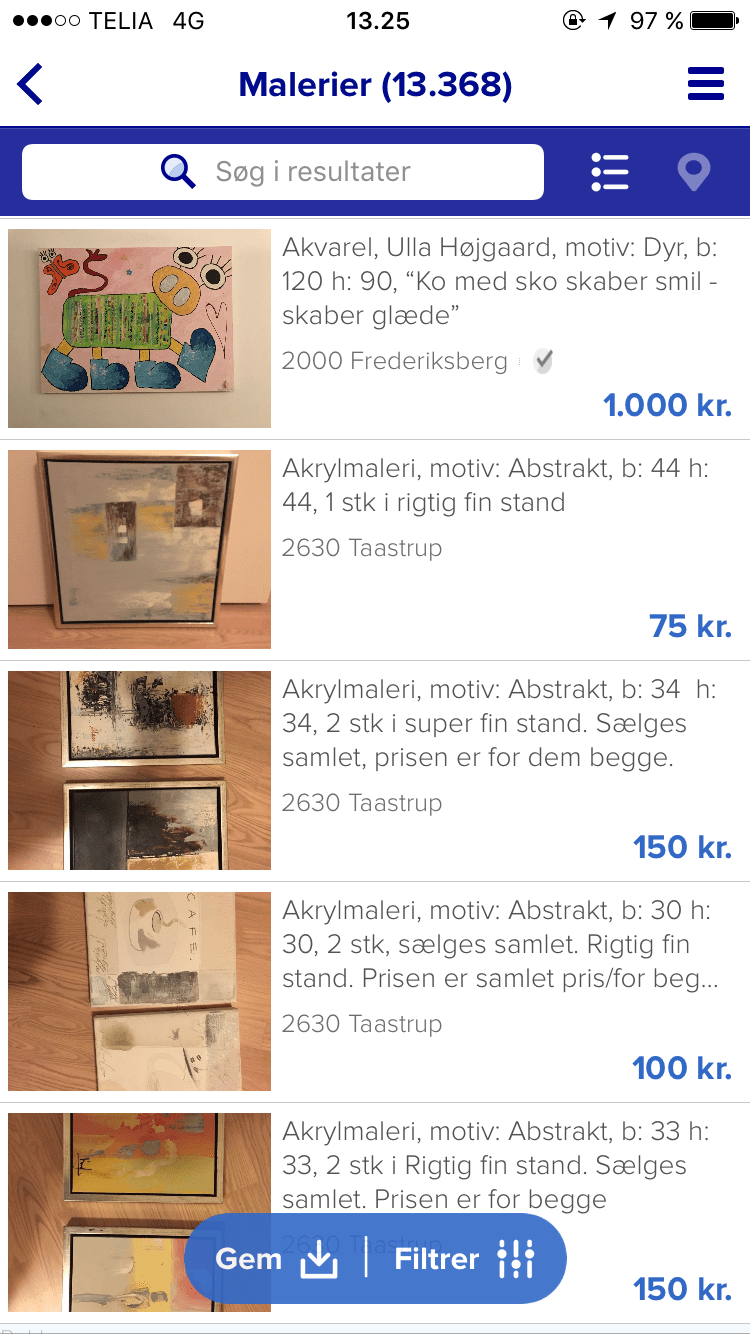 TELIA 4G 13.25 97 %
Malerier (13.368)
Søg i resultater
Akvarel, Ulla Højgaard, motiv: Dyr, b:
120 h: 90, “Ko med sko skaber smil -
skaber glæde”
2000 Frederiksberg
1.000 kr.
Akrylmaleri, motiv: Abstrakt, b: 44 h:
44, 1 stk i rigtig fin stand
2630 Taastrup
75 kr.
Akrylmaleri, motiv: Abstrakt, b: 34 h:
34, 2 stk i super fin stand. Sælges
samlet, prisen er for dem begge.
2630 Taastrup
150 kr.
CAFE.
Akrylmaleri, motiv: Abstrakt, b: 30 h:
30, 2 stk, sælges samlet. Rigtig fin
stand. Prisen er samlet pris/for beg...
2630 Taastrup
100 kr.
Akrylmaleri, motiv: Abstrakt, b: 33 h:
33, 2 stk i Rigtig fin stand. Sælges
samlet. Prisen er for begge
2630 Taastrup
Gem Filtrer
150 kr.